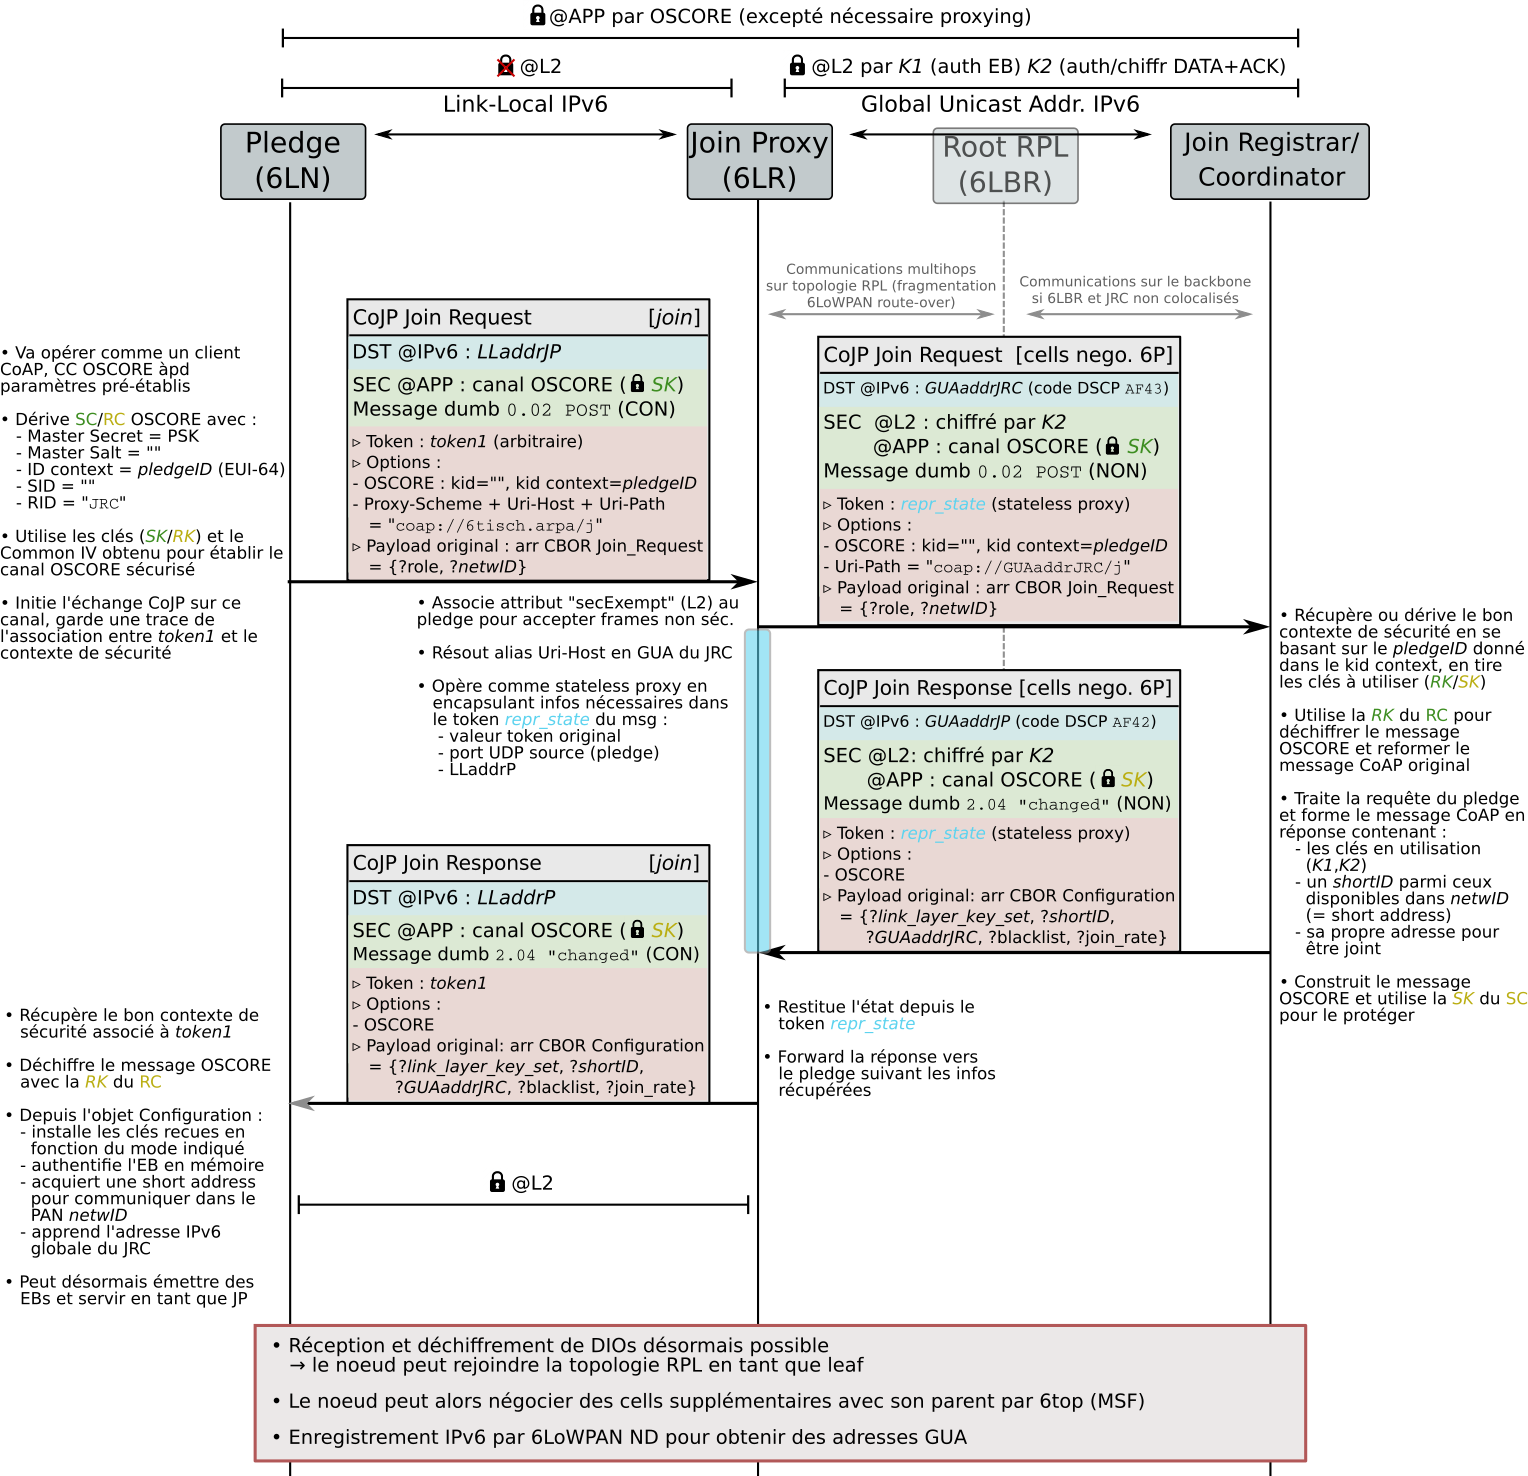 @APP par OSCORE (excepté nécessaire proxying)
@L2
@L2 par K1 (auth EB) K2 (auth/chiffr DATA+ACK)
Link-Local IPv6
Global Unicast Addr. IPv6
Pledge
(6LN)
Join Proxy
(6LR)
Root RPL
(6LBR)
Join Registrar/
Coordinator
Communications multihops
sur topologie RPL (fragmentation
6LoWPAN route-over)
Communications sur le backbone
si 6LBR et JRC non colocalisés
• Va opérer comme un client
CoAP, CC OSCORE àpd
paramètres pré-établis
• Dérive SC/RC OSCORE avec :
- Master Secret = PSK
- Master Salt = ""
- ID context = pledgeID (EUI-64)
- SID = ""
- RID = "JRC"
• Utilise les clés (SK/RK) et le
Common IV obtenu pour établir le
canal OSCORE sécurisé
• Initie l'échange CoJP sur ce
canal, garde une trace de
l'association entre token1 et le
contexte de sécurité
CoJP Join Request [join]
DST @IPv6 : LLaddrJP
SEC @APP : canal OSCORE ( SK)
Message dumb 0.02 POST (CON)
▹ Token : token1 (arbitraire)
▹ Options :
- OSCORE : kid="", kid context=pledgeID
- Proxy-Scheme + Uri-Host + Uri-Path
= "coap://6tisch.arpa/j"
▹ Payload original : arr CBOR Join_Request
= {?role, ?netwID}
• Associe attribut "secExempt" (L2) au
pledge pour accepter frames non séc.
• Résout alias Uri-Host en GUA du JRC
• Opère comme stateless proxy en
encapsulant infos nécessaires dans
le token repr_state du msg :
- valeur token original
- port UDP source (pledge)
- LLaddrP
CoJP Join Request [cells nego. 6P]
DST @IPv6 : GUAaddrJRC (code DSCP AF43)
SEC @L2 : chiffré par K2
@APP : canal OSCORE ( SK)
Message dumb 0.02 POST (NON)
▹ Token : repr_state (stateless proxy)
▹ Options :
- OSCORE : kid="", kid context=pledgeID
- Uri-Path = "coap://GUAaddrJRC/j"
▹ Payload original : arr CBOR Join_Request
= {?role, ?netwID}
• Récupère ou dérive le bon
contexte de sécurité en se
basant sur le pledgeID donné
dans le kid context, en tire
les clés à utiliser (RK/SK)
• Utilise la RK du RC pour
déchiffrer le message
OSCORE et reformer le
message CoAP original
• Traite la requête du pledge
et forme le message CoAP en
réponse contenant :
- les clés en utilisation
(K1,K2)
- un shortID parmi ceux
disponibles dans netwID
(= short address)
- sa propre adresse pour
être joint
• Construit le message
OSCORE et utilise la SK du SC
pour le protéger
CoJP Join Response [cells nego. 6P]
DST @IPv6 : GUAaddrJP (code DSCP AF42)
SEC @L2: chiffré par K2
@APP : canal OSCORE ( SK)
Message dumb 2.04 "changed" (NON)
▹ Token : repr_state (stateless proxy)
▹ Options :
- OSCORE
▹ Payload original: arr CBOR Configuration
= {?link_layer_key_set, ?shortID,
?GUAaddrJRC, ?blacklist, ?join_rate}
• Restitue l'état depuis le
token repr_state
• Forward la réponse vers
le pledge suivant les infos
récupérées
CoJP Join Response [join]
DST @IPv6 : LLaddrP
SEC @APP : canal OSCORE ( SK)
Message dumb 2.04 "changed" (CON)
▹ Token : token1
▹ Options :
- OSCORE
▹ Payload original: arr CBOR Configuration
= {?link_layer_key_set, ?shortID,
?GUAaddrJRC, ?blacklist, ?join_rate}
• Récupère le bon contexte de
sécurité associé à token1
• Déchiffre le message OSCORE
avec la RK du RC
• Depuis l'objet Configuration :
- installe les clés recues en
fonction du mode indiqué
- authentifie l'EB en mémoire
- acquiert une short address
pour communiquer dans le
PAN netwID
- apprend l'adresse IPv6
globale du JRC
• Peut désormais émettre des
EBs et servir en tant que JP
@L2
• Réception et déchiffrement de DIOs désormais possible
→ le noeud peut rejoindre la topologie RPL en tant que leaf
• Le noeud peut alors négocier des cells supplémentaires avec son parent par 6top (MSF)
• Enregistrement IPv6 par 6LoWPAN ND pour obtenir des adresses GUA